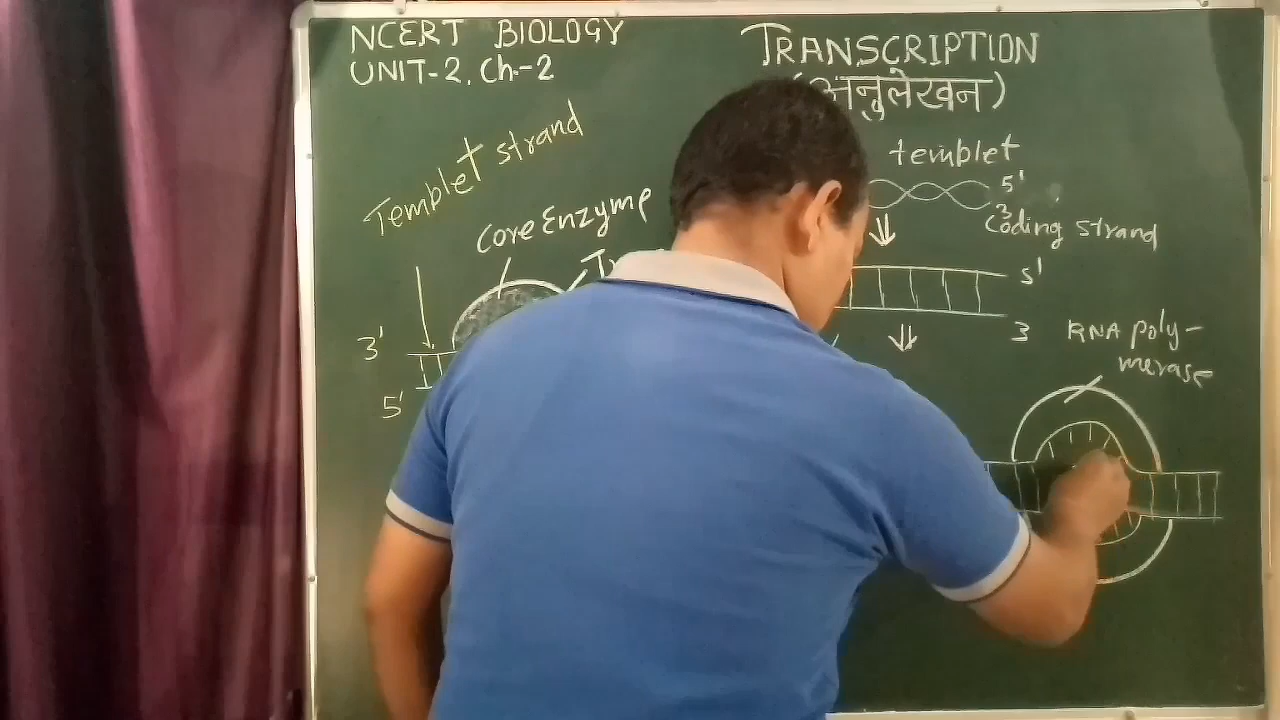 NCERT BIOLOGY
UNIT-2, Ch.-2
TRANSCRIPTION
(अनुलेखन)
Templet strand
Core Enzyme
3'
5'
templet
5'
3
Coding strand
5'
3
RNA poly-
merase